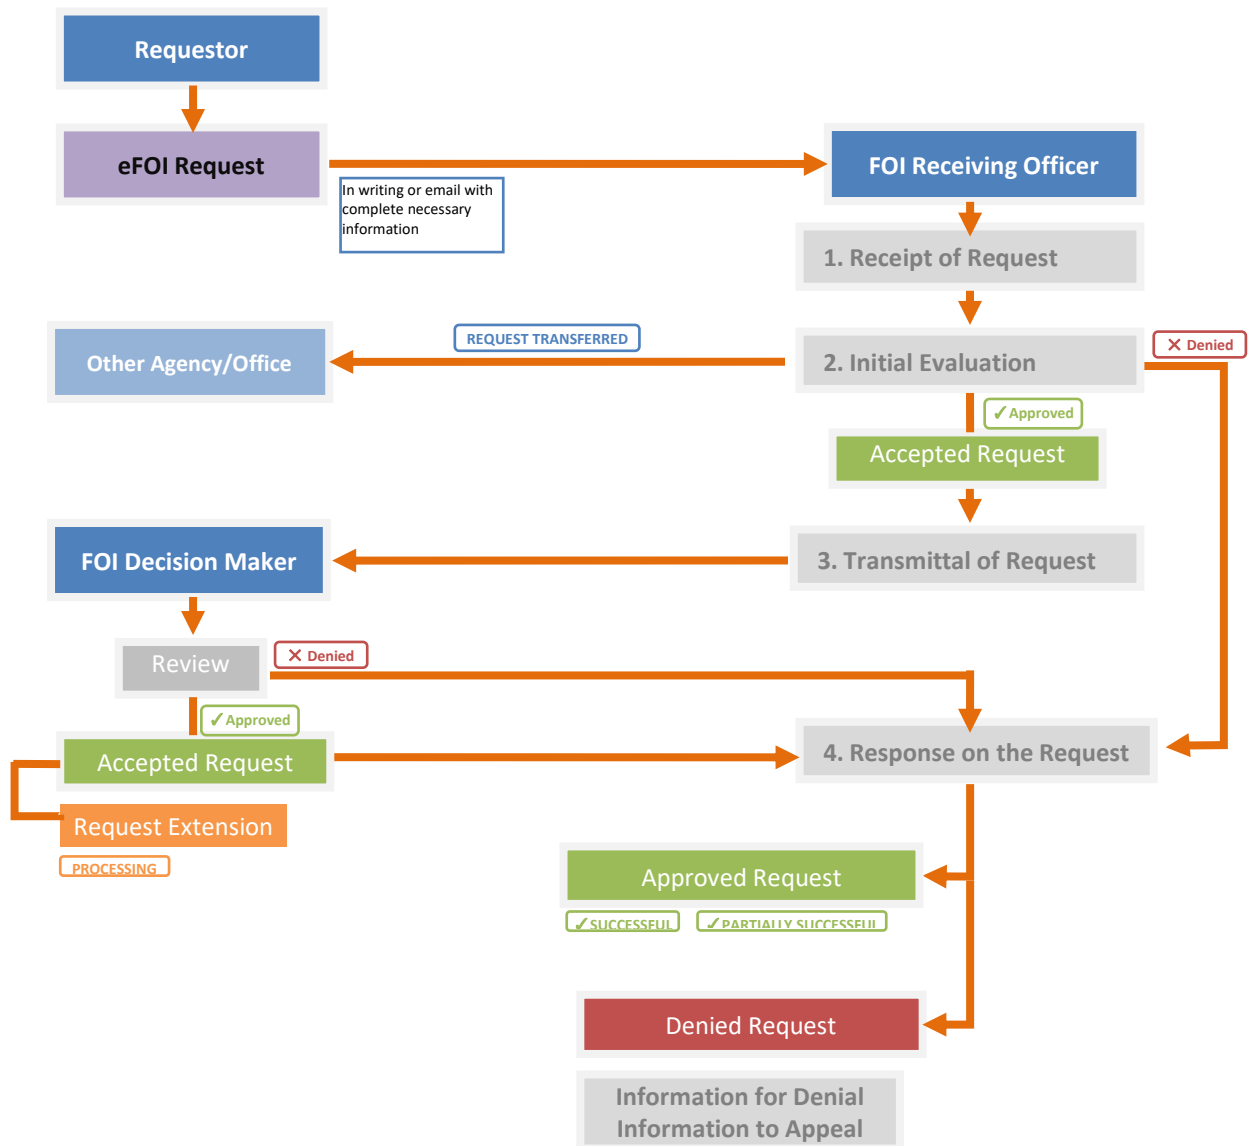 Requestor
eFOI Request
FOI Receiving Officer
In writing or email with
complete necessary
information
1. Receipt of Request
REQUEST TRANSFERRED
✕ Denied
Other Agency/Office
2. Initial Evaluation
✓Approved
Accepted Request
FOI Decision Maker
3. Transmittal of Request
Review
✕ Denied
✓Approved
Accepted Request
4. Response on the Request
Request Extension
PROCESSING
Approved Request
✓SUCCESSFUL
✓PARTIALLY SUCCESSFUL
Denied Request
Information for Denial
Information to Appeal